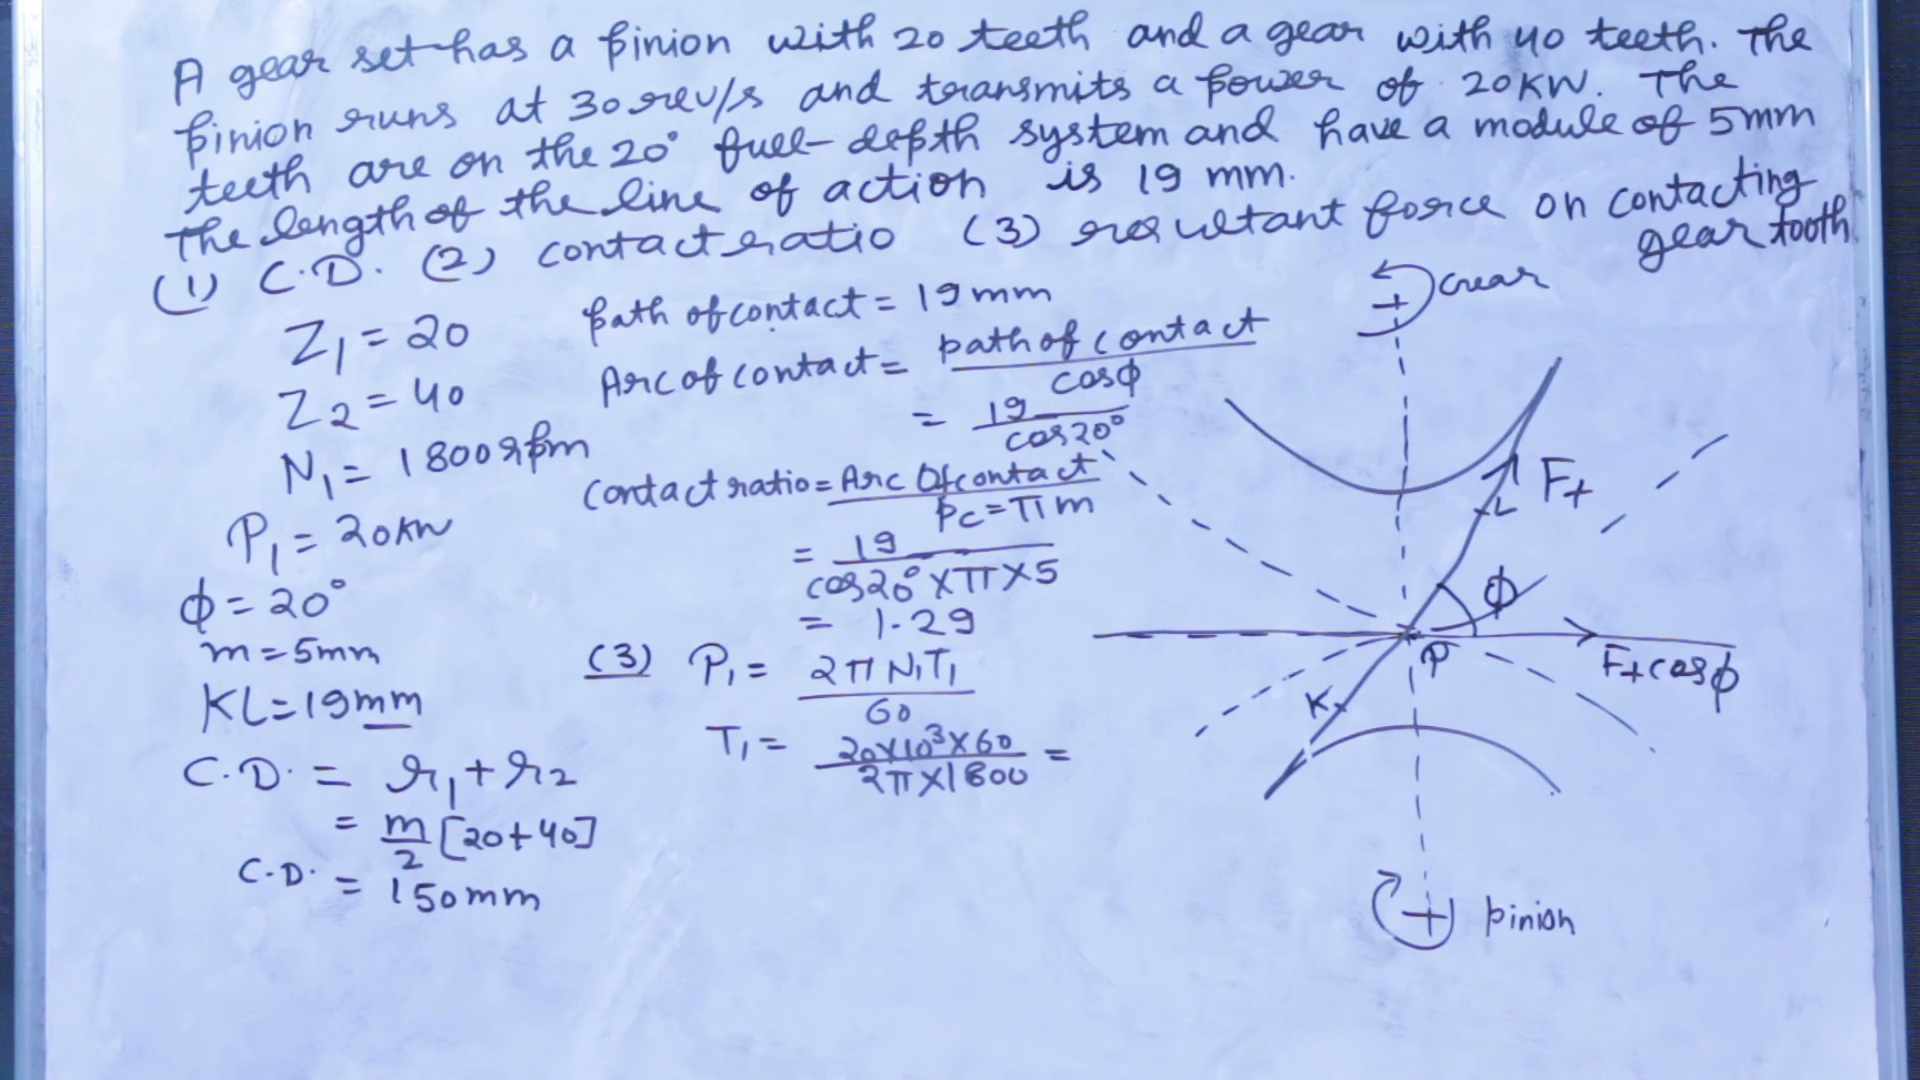 A gear set has a pinion with 20 teeth and a gear with 40 teeth. The
pinion runs at 30 rev/s and transmits a power of 20KW. The
teeth are on the 20° full-depth system and have a module of 5mm
The length of the line of action is 19 mm.
(1) C.D. (2) contact ratio (3) resultant force on contacting
gear tooth
Z₁ = 20
Z₂ = 40
N₁ = 1800 rpm
P₁ = 20KW
ϕ = 20°
m = 5mm
KL = 19mm
C.D. = r₁ + r₂
= m/2 [20+40]
C.D. = 150mm
path of contact = 19mm
Arc of contact = path of contact / cosϕ
= 19 / cos20°
Contact ratio = Arc Of contact / Pc = πm
= 19 / cos20° × π × 5
= 1.29
(3) P₁ = 2πN₁T₁ / 60
T₁ = 20×10³×60 / 2π×1800 =
Gear
Ft
L
ϕ
P
Ft cosϕ
K
pinion